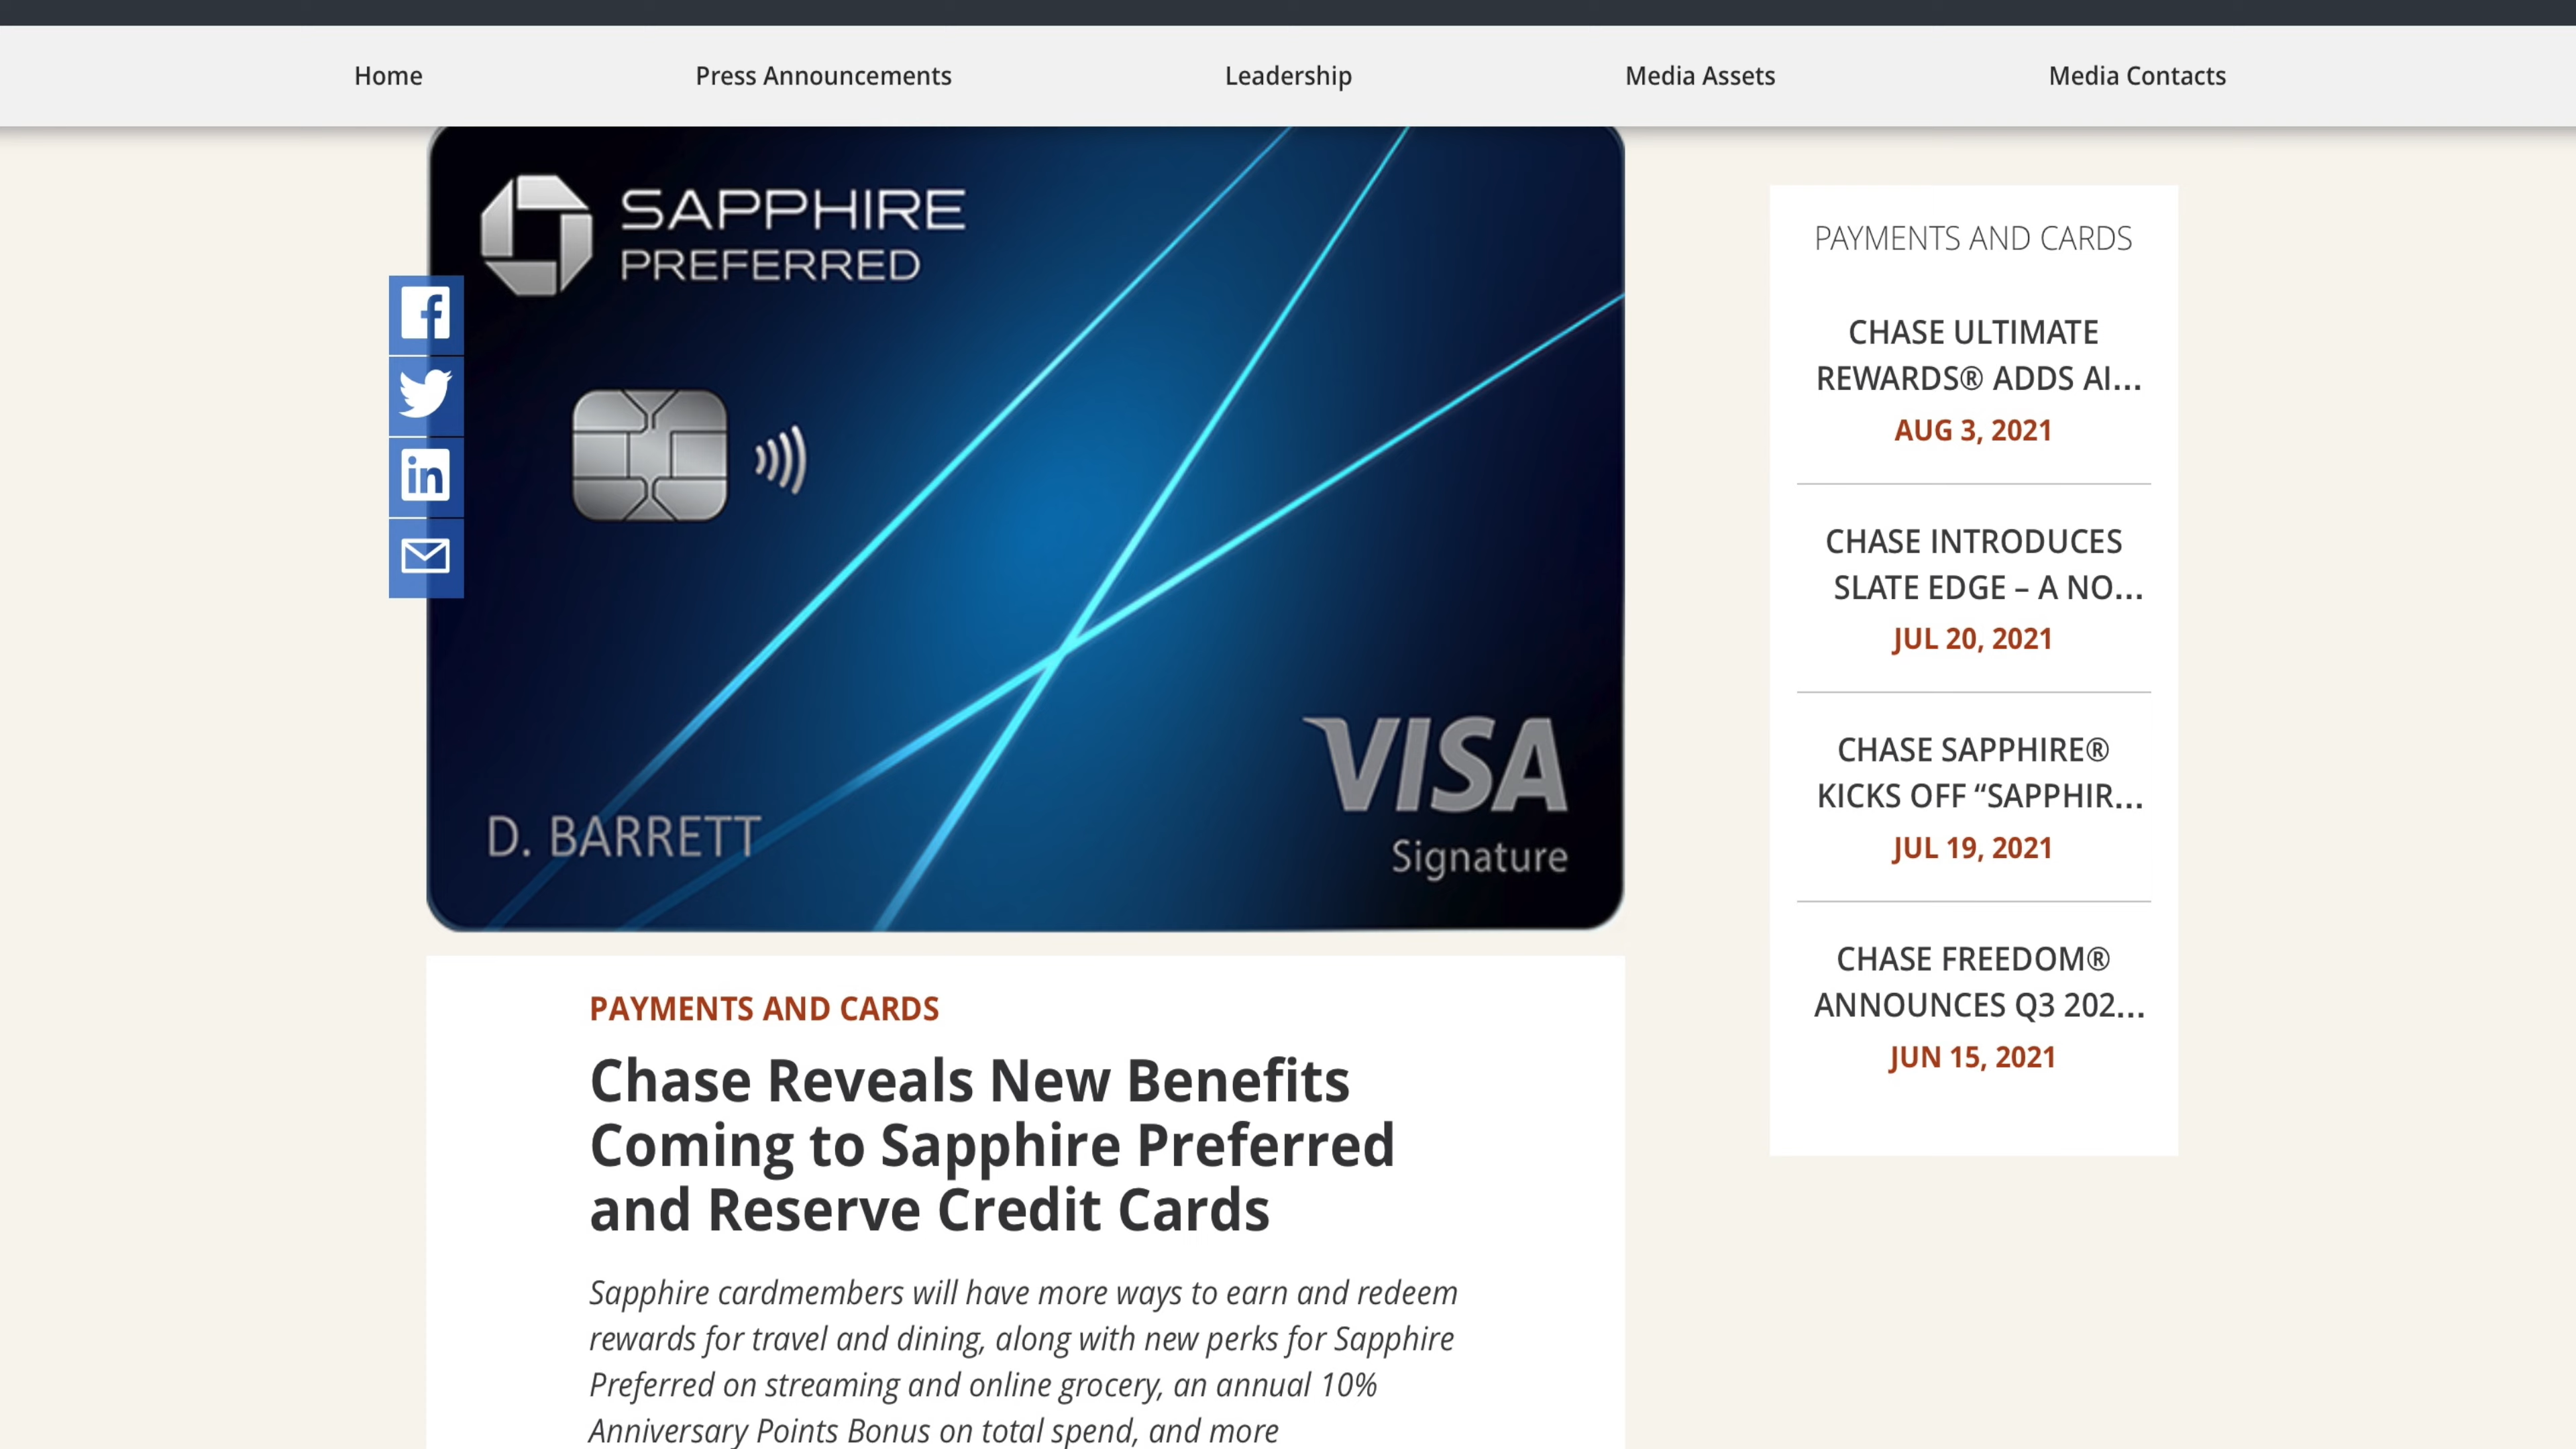 Home
Press Announcements
Leadership
Media Assets
Media Contacts
SAPPHIRE
PREFERRED
D. BARRETT
VISA
Signature
PAYMENTS AND CARDS
Chase Reveals New Benefits
Coming to Sapphire Preferred
and Reserve Credit Cards
Sapphire cardmembers will have more ways to earn and redeem
rewards for travel and dining, along with new perks for Sapphire
Preferred on streaming and online grocery, an annual 10%
Anniversary Points Bonus on total spend, and more
PAYMENTS AND CARDS
CHASE ULTIMATE
REWARDS® ADDS AI...
AUG 3, 2021
CHASE INTRODUCES
SLATE EDGE – A NO...
JUL 20, 2021
CHASE SAPPHIRE®
KICKS OFF “SAPPHIR...
JUL 19, 2021
CHASE FREEDOM®
ANNOUNCES Q3 202...
JUN 15, 2021